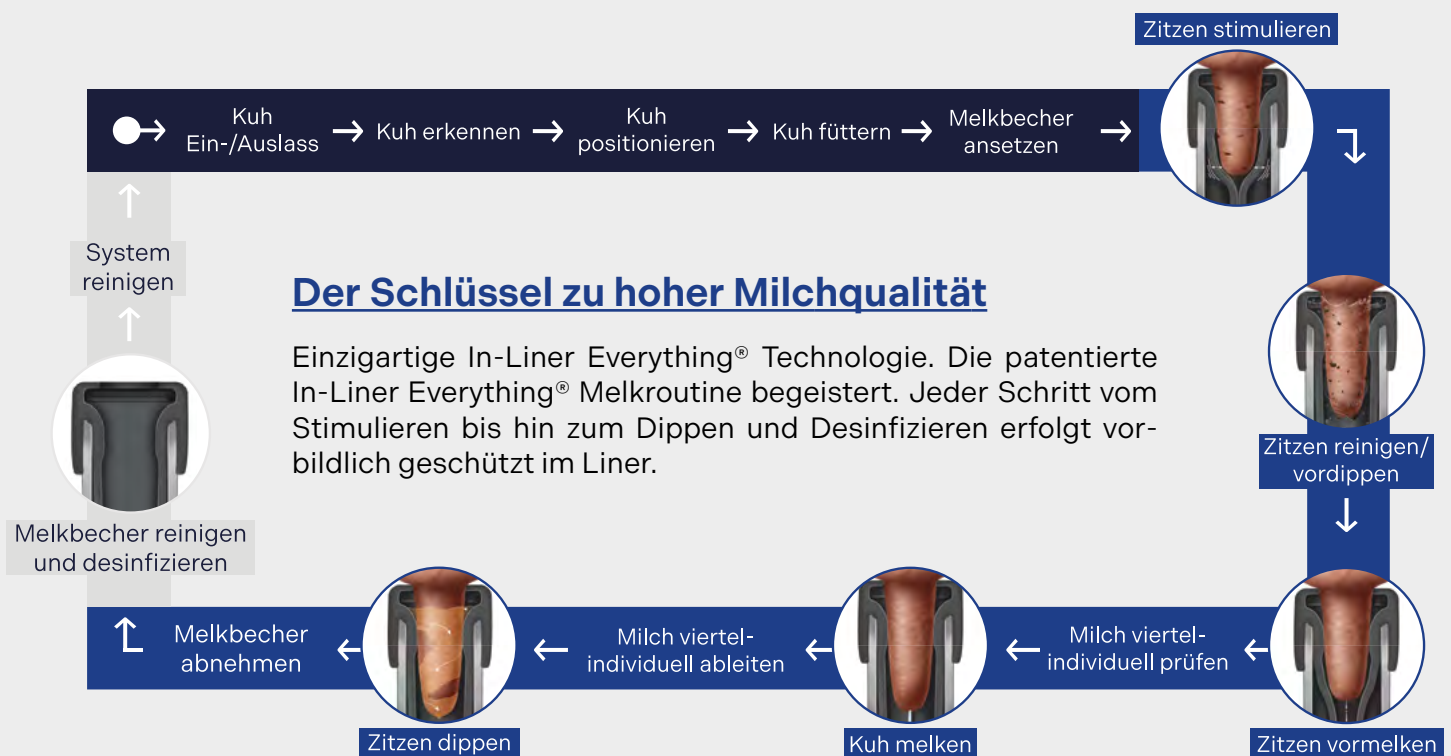 Zitzen stimulieren
Kuh
Ein-/Auslass
Kuh erkennen
Kuh
positionieren
Kuh füttern
Melkbecher
ansetzen
System
reinigen
Der Schlüssel zu hoher Milchqualität
Einzigartige In-Liner Everything® Technologie. Die patentierte
In-Liner Everything® Melkroutine begeistert. Jeder Schritt vom
Stimulieren bis hin zum Dippen und Desinfizieren erfolgt vor-
bildlich geschützt im Liner.
Zitzen reinigen/
vordippen
Melkbecher reinigen
und desinfizieren
Melkbecher
abnehmen
Milch viertel-
individuell ableiten
Milch viertel-
individuell prüfen
Zitzen dippen
Kuh melken
Zitzen vormelken